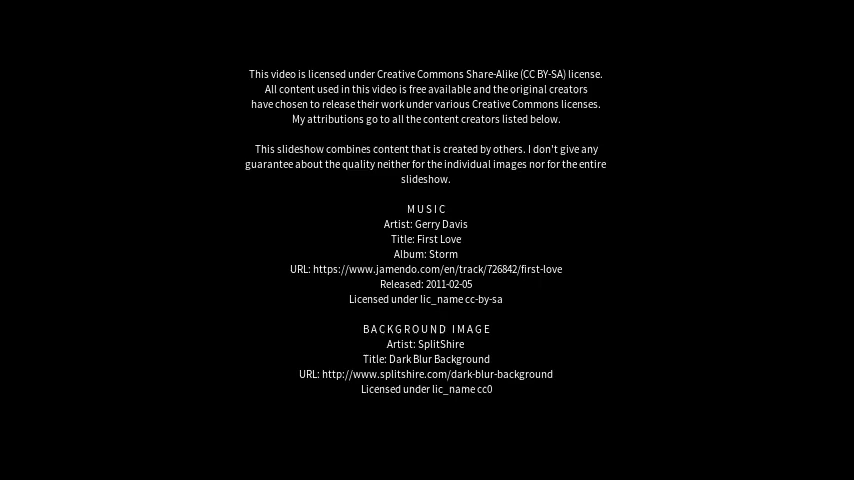 This video is licensed under Creative Commons Share-Alike (CC BY-SA) license.
All content used in this video is free available and the original creators
have chosen to release their work under various Creative Commons licenses.
My attributions go to all the content creators listed below.
This slideshow combines content that is created by others. I don't give any
guarantee about the quality neither for the individual images nor for the entire
slideshow.
MUSIC
Artist: Gerry Davis
Title: First Love
Album: Storm
URL: https://www.jamendo.com/en/track/726842/first-love
Released: 2011-02-05
Licensed under lic_name cc-by-sa
BACKGROUND IMAGE
Artist: SplitShire
Title: Dark Blur Background
URL: http://www.splitshire.com/dark-blur-background
Licensed under lic_name cc0